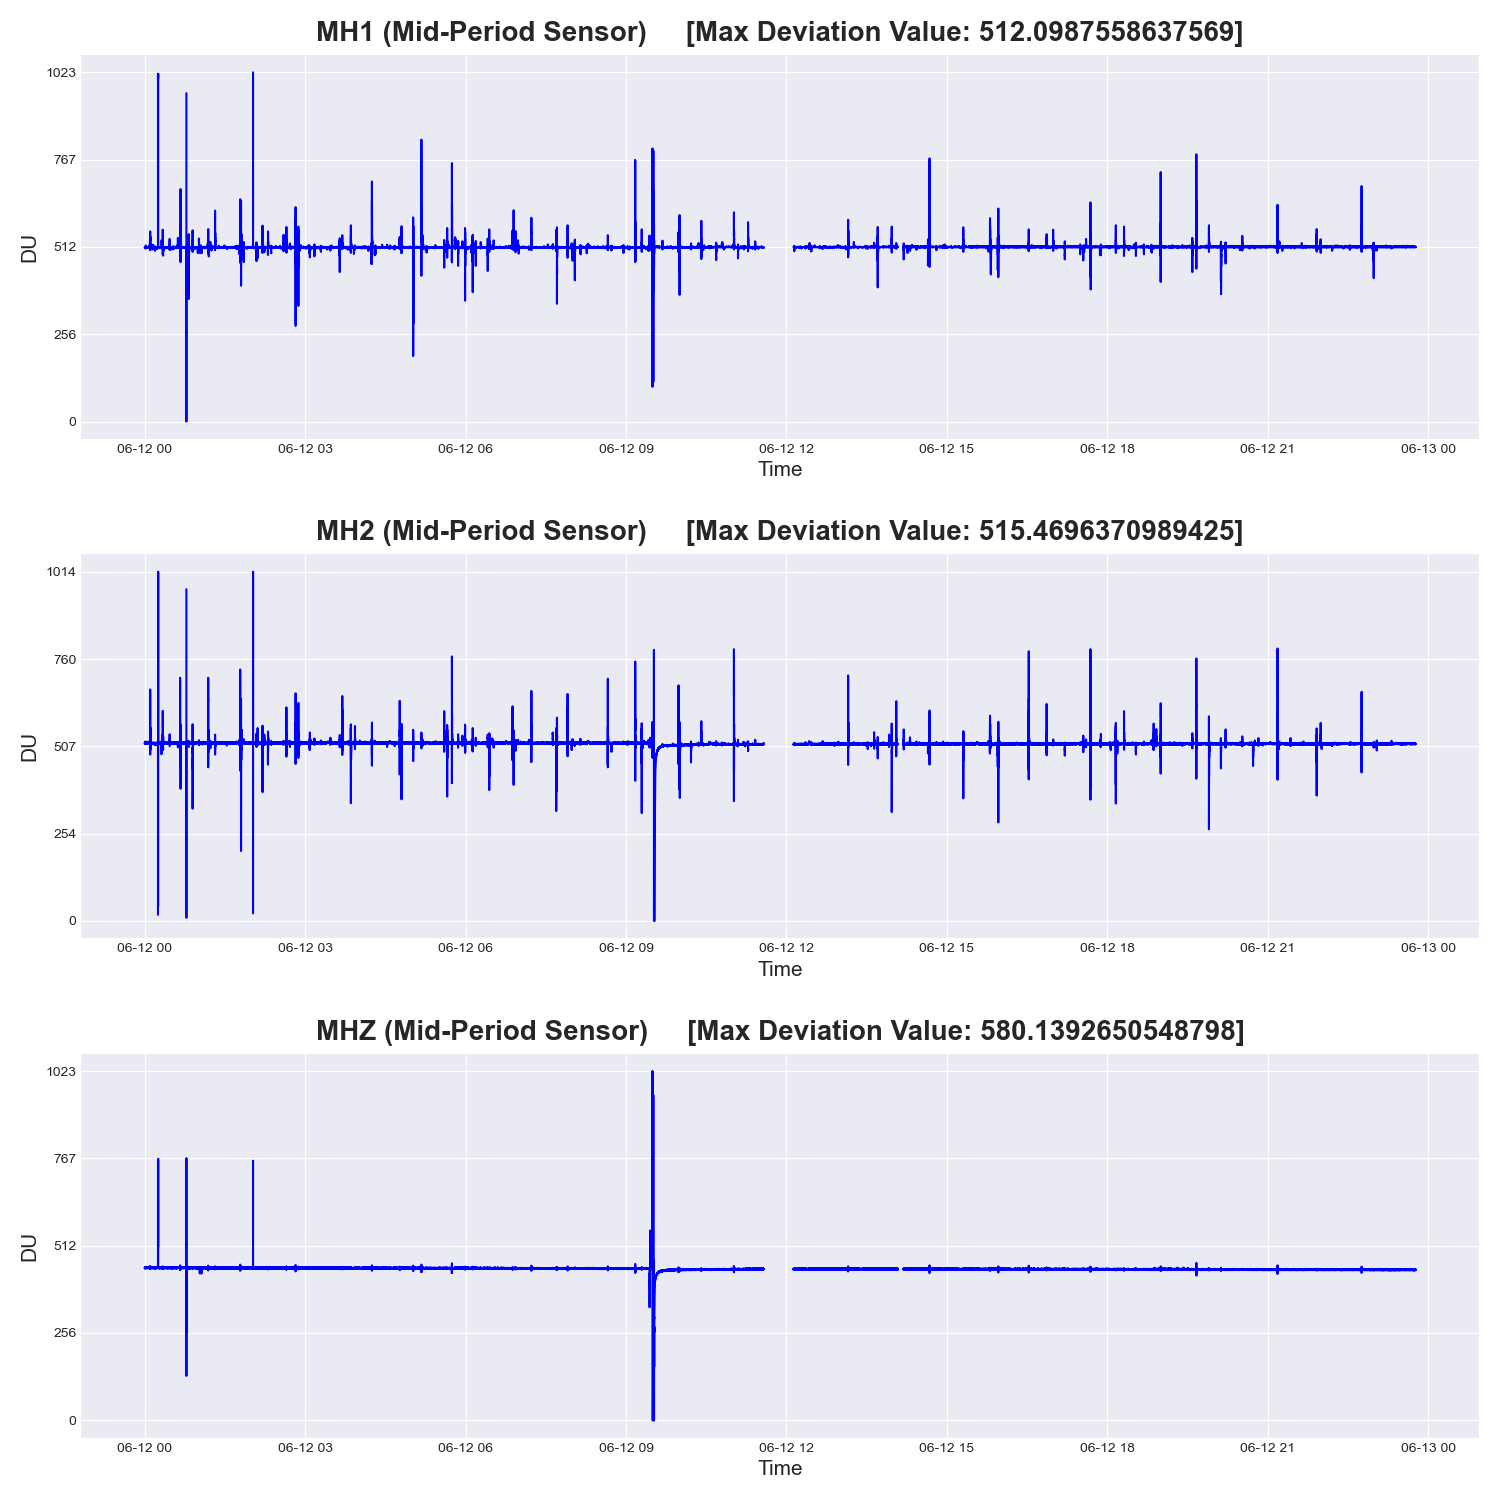 MH1 (Mid-Period Sensor) [Max Deviation Value: 512.0987558637569]
1023
767
512
256
0
DU
06-12 00 06-12 03 06-12 06 06-12 09 06-12 12 06-12 15 06-12 18 06-12 21 06-13 00
Time
MH2 (Mid-Period Sensor) [Max Deviation Value: 515.4696370989425]
1014
760
507
254
0
DU
06-12 00 06-12 03 06-12 06 06-12 09 06-12 12 06-12 15 06-12 18 06-12 21 06-13 00
Time
MHZ (Mid-Period Sensor) [Max Deviation Value: 580.1392650548798]
1023
767
512
256
0
DU
06-12 00 06-12 03 06-12 06 06-12 09 06-12 12 06-12 15 06-12 18 06-12 21 06-13 00
Time